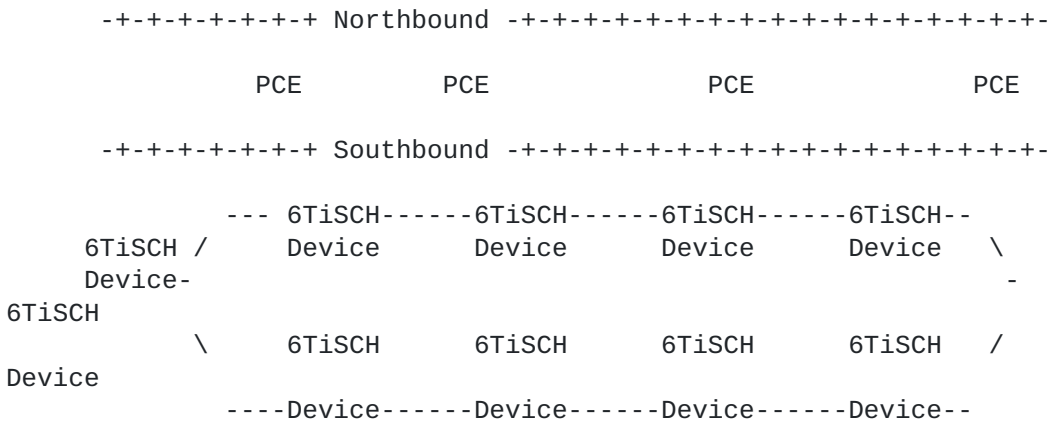 -+-+-+-+-+-+-+ Northbound -+-+-+-+-+-+-+-+-+-+-+-+-+-+-+-+-+-
PCE PCE PCE PCE
-+-+-+-+-+-+-+ Southbound -+-+-+-+-+-+-+-+-+-+-+-+-+-+-+-+-+-
--- 6TiSCH------6TiSCH------6TiSCH------6TiSCH--
6TiSCH / Device Device Device Device \
Device- -
6TiSCH
\ 6TiSCH 6TiSCH 6TiSCH 6TiSCH /
Device
----Device------Device------Device------Device--